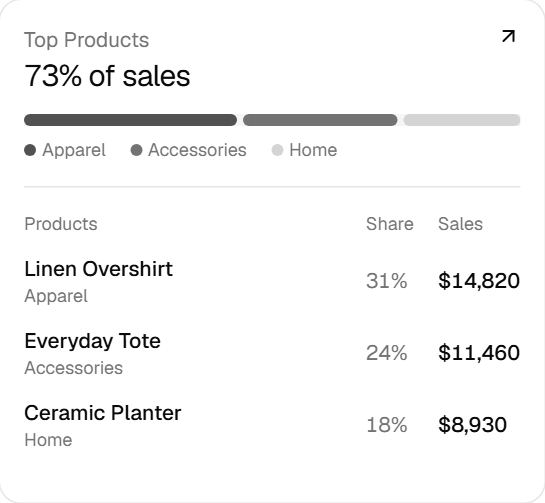 Top Products
73% of sales
Apparel Accessories Home
Products Share Sales
Linen Overshirt
Apparel
31% $14,820
Everyday Tote
Accessories
24% $11,460
Ceramic Planter
Home
18% $8,930